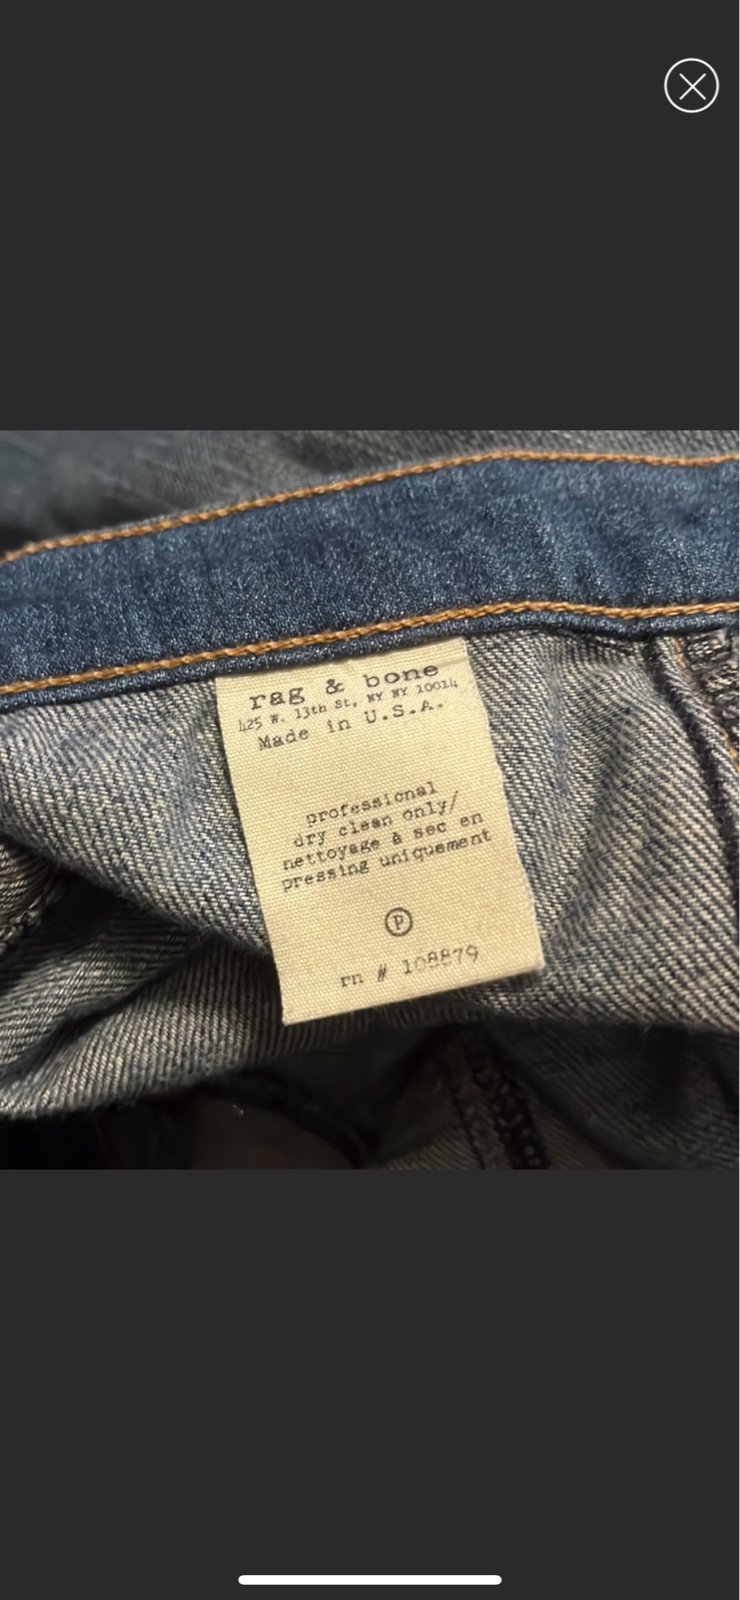 rag & bone
425 W. 13th St, NY NY 10014
Made in U.S.A.
professional
dry clean only/
nettoyage à sec en
pressing uniquement
P
rn # 108879